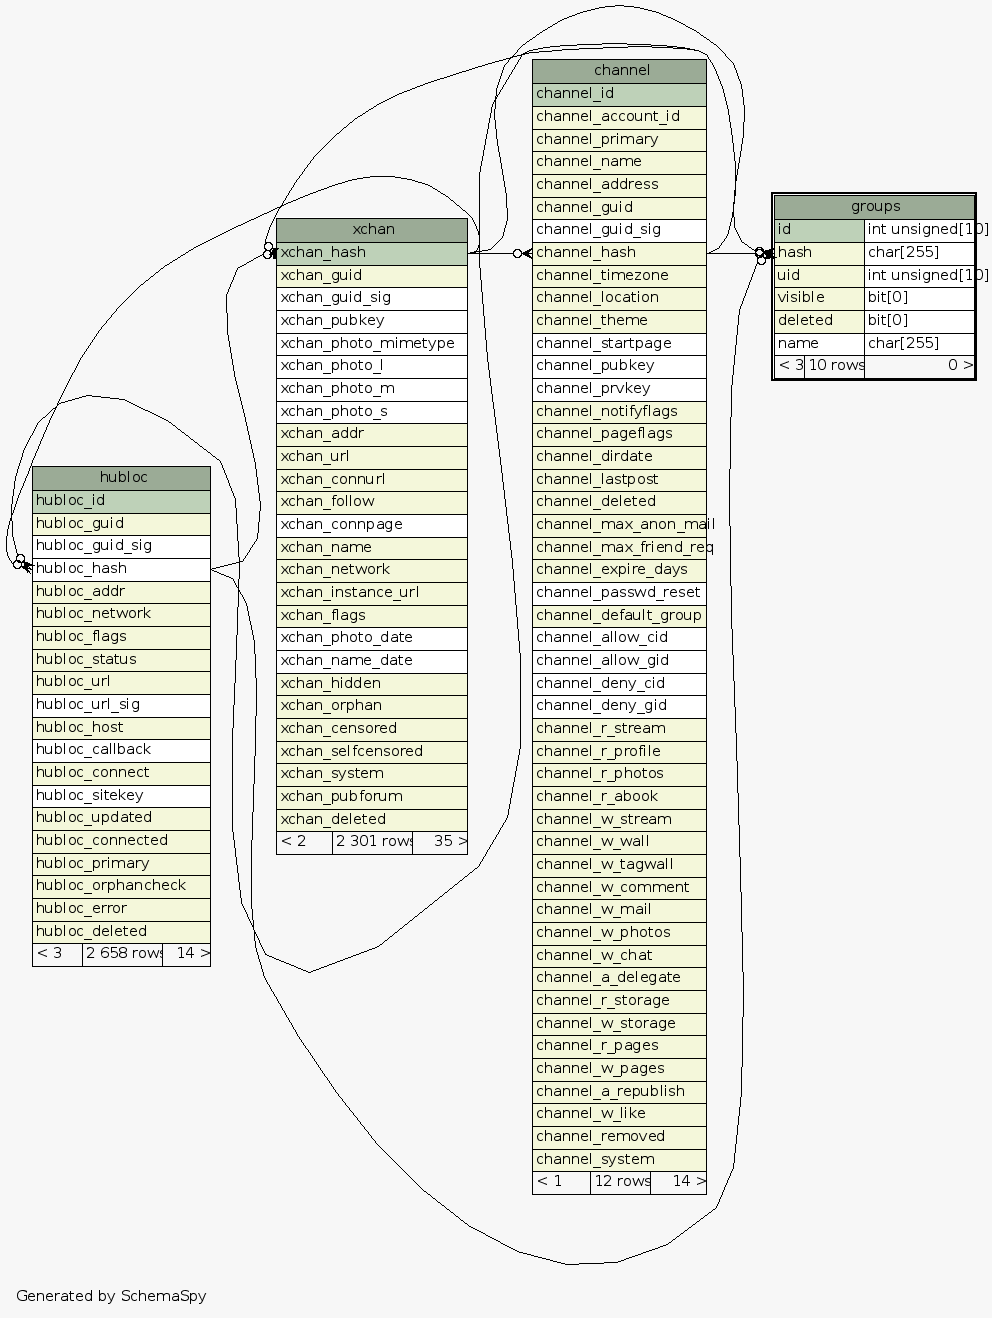 channel
channel_id
channel_account_id
channel_primary
channel_name
channel_address
channel_guid
channel_guid_sig
channel_hash
channel_timezone
channel_location
channel_theme
channel_startpage
channel_pubkey
channel_prvkey
channel_notifyflags
channel_pageflags
channel_dirdate
channel_lastpost
channel_deleted
channel_max_anon_mail
channel_max_friend_req
channel_expire_days
channel_passwd_reset
channel_default_group
channel_allow_cid
channel_allow_gid
channel_deny_cid
channel_deny_gid
channel_r_stream
channel_r_profile
channel_r_photos
channel_r_abook
channel_w_stream
channel_w_wall
channel_w_tagwall
channel_w_comment
channel_w_mail
channel_w_photos
channel_w_chat
channel_a_delegate
channel_r_storage
channel_w_storage
channel_r_pages
channel_w_pages
channel_a_republish
channel_w_like
channel_removed
channel_system
< 1 12 rows 14 >
groups
id int unsigned[10]
hash char[255]
uid int unsigned[10]
visible bit[0]
deleted bit[0]
name char[255]
< 3 10 rows 0 >
xchan
xchan_hash
xchan_guid
xchan_guid_sig
xchan_pubkey
xchan_photo_mimetype
xchan_photo_l
xchan_photo_m
xchan_photo_s
xchan_addr
xchan_url
xchan_connurl
xchan_follow
xchan_connpage
xchan_name
xchan_network
xchan_instance_url
xchan_flags
xchan_photo_date
xchan_name_date
xchan_hidden
xchan_orphan
xchan_censored
xchan_selfcensored
xchan_system
xchan_pubforum
xchan_deleted
< 2 2 301 rows 35 >
hubloc
hubloc_id
hubloc_guid
hubloc_guid_sig
hubloc_hash
hubloc_addr
hubloc_network
hubloc_flags
hubloc_status
hubloc_url
hubloc_url_sig
hubloc_host
hubloc_callback
hubloc_connect
hubloc_sitekey
hubloc_updated
hubloc_connected
hubloc_primary
hubloc_orphancheck
hubloc_error
hubloc_deleted
< 3 2 658 rows 14 >
Generated by SchemaSpy